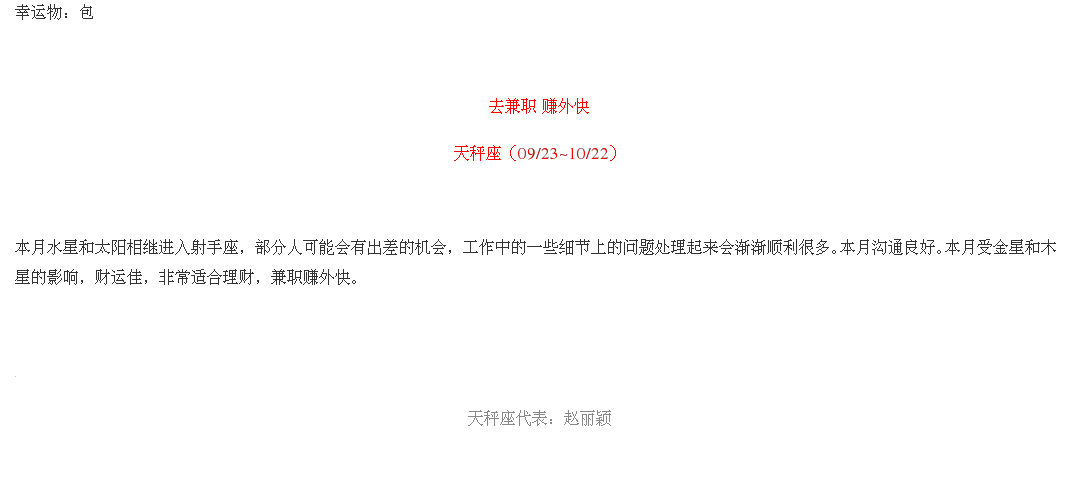 幸运物：包
去兼职 赚外快
天秤座（09/23~10/22）
本月水星和太阳相继进入射手座，部分人可能会有出差的机会，工作中的一些细节上的问题处理起来会渐渐顺利很多。本月沟通良好。本月受金星和木
星的影响，财运佳，非常适合理财，兼职赚外快。
天秤座代表：赵丽颖